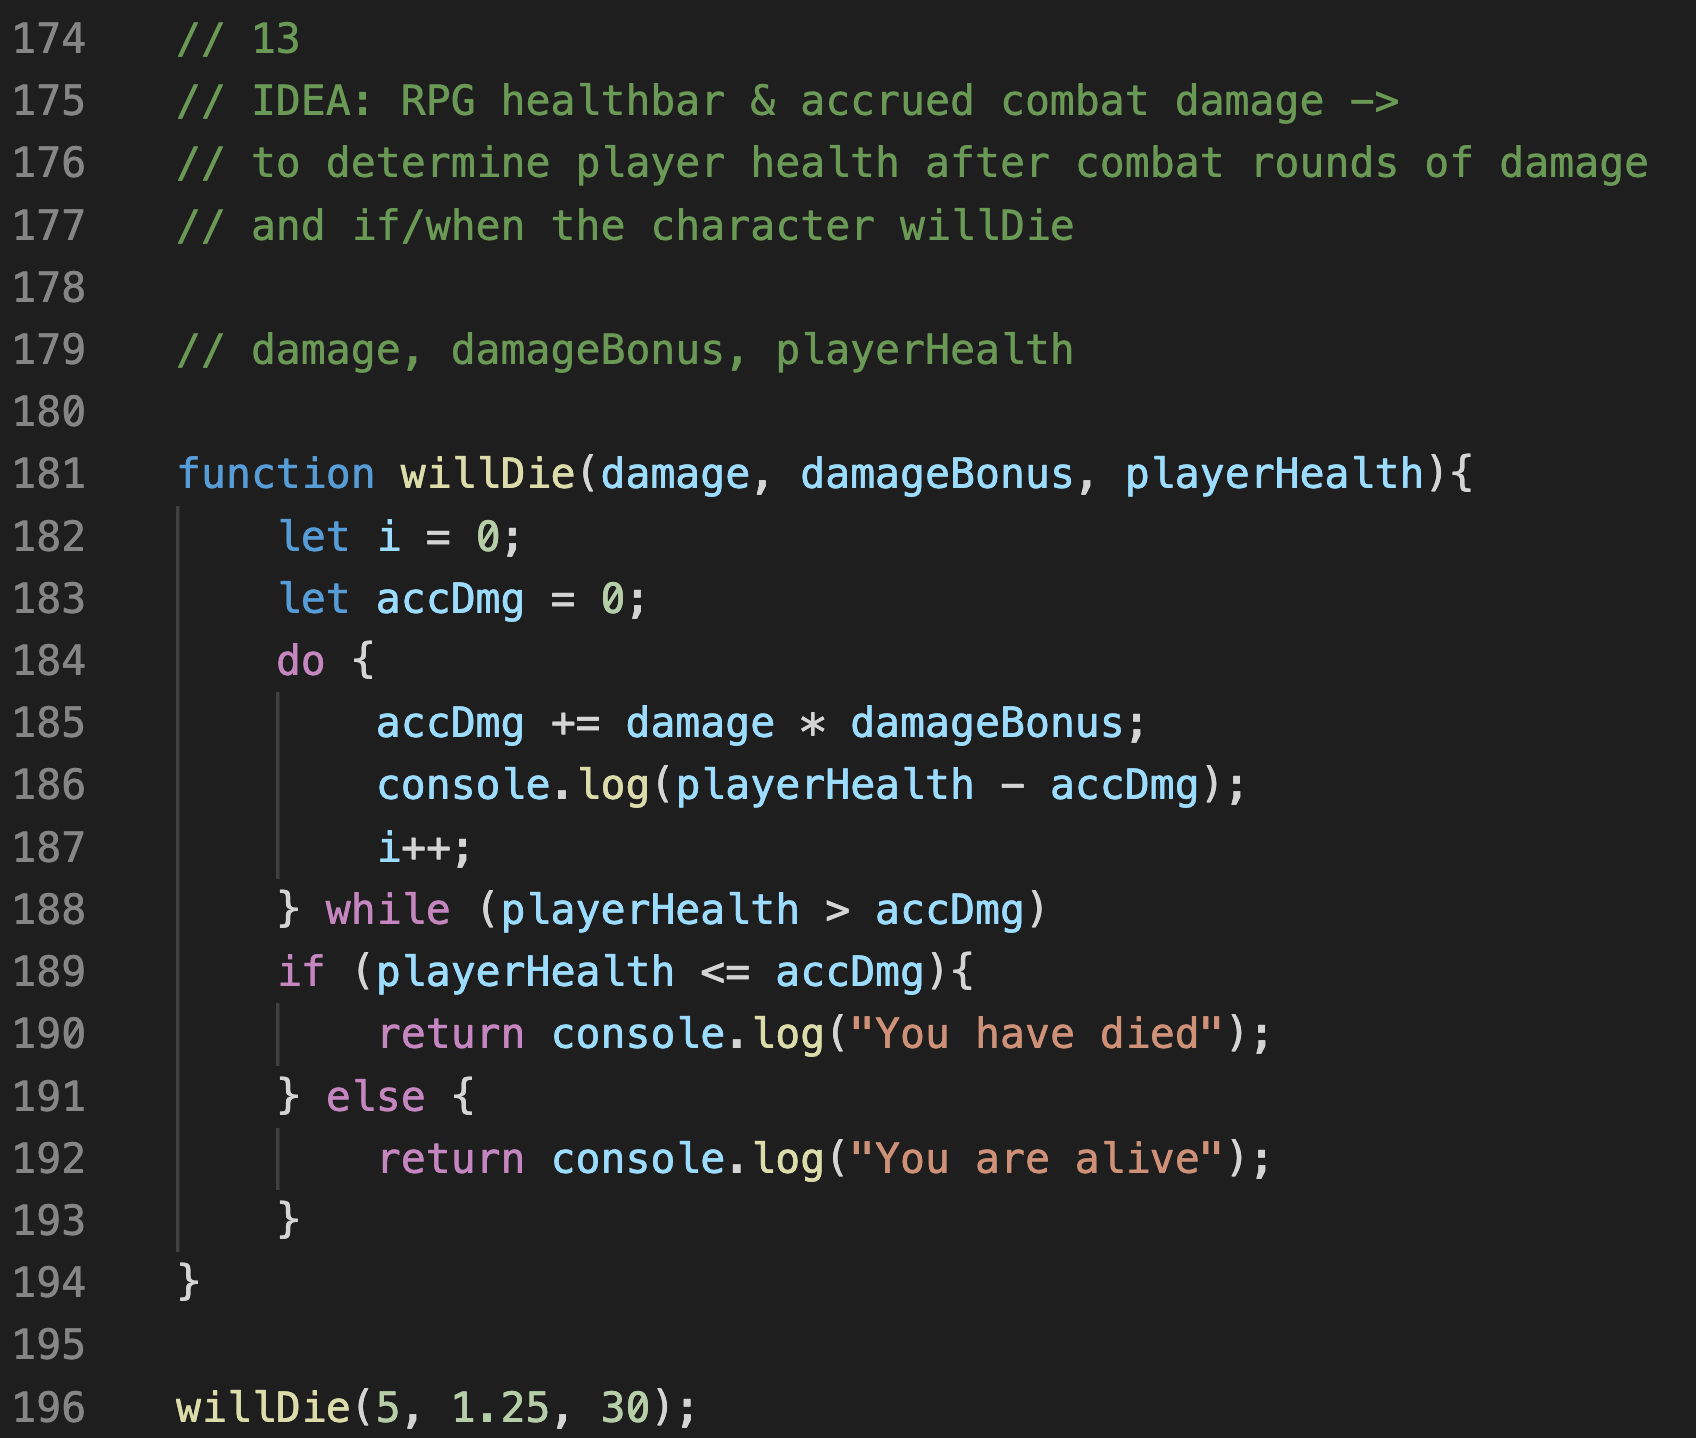 174 // 13
175 // IDEA: RPG healthbar & accrued combat damage ->
176 // to determine player health after combat rounds of damage
177 // and if/when the character willDie
178
179 // damage, damageBonus, playerHealth
180
181 function willDie(damage, damageBonus, playerHealth){
182     let i = 0;
183     let accDmg = 0;
184     do {
185         accDmg += damage * damageBonus;
186         console.log(playerHealth - accDmg);
187         i++;
188     } while (playerHealth > accDmg)
189     if (playerHealth <= accDmg){
190         return console.log("You have died");
191     } else {
192         return console.log("You are alive");
193     }
194 }
195
196 willDie(5, 1.25, 30);